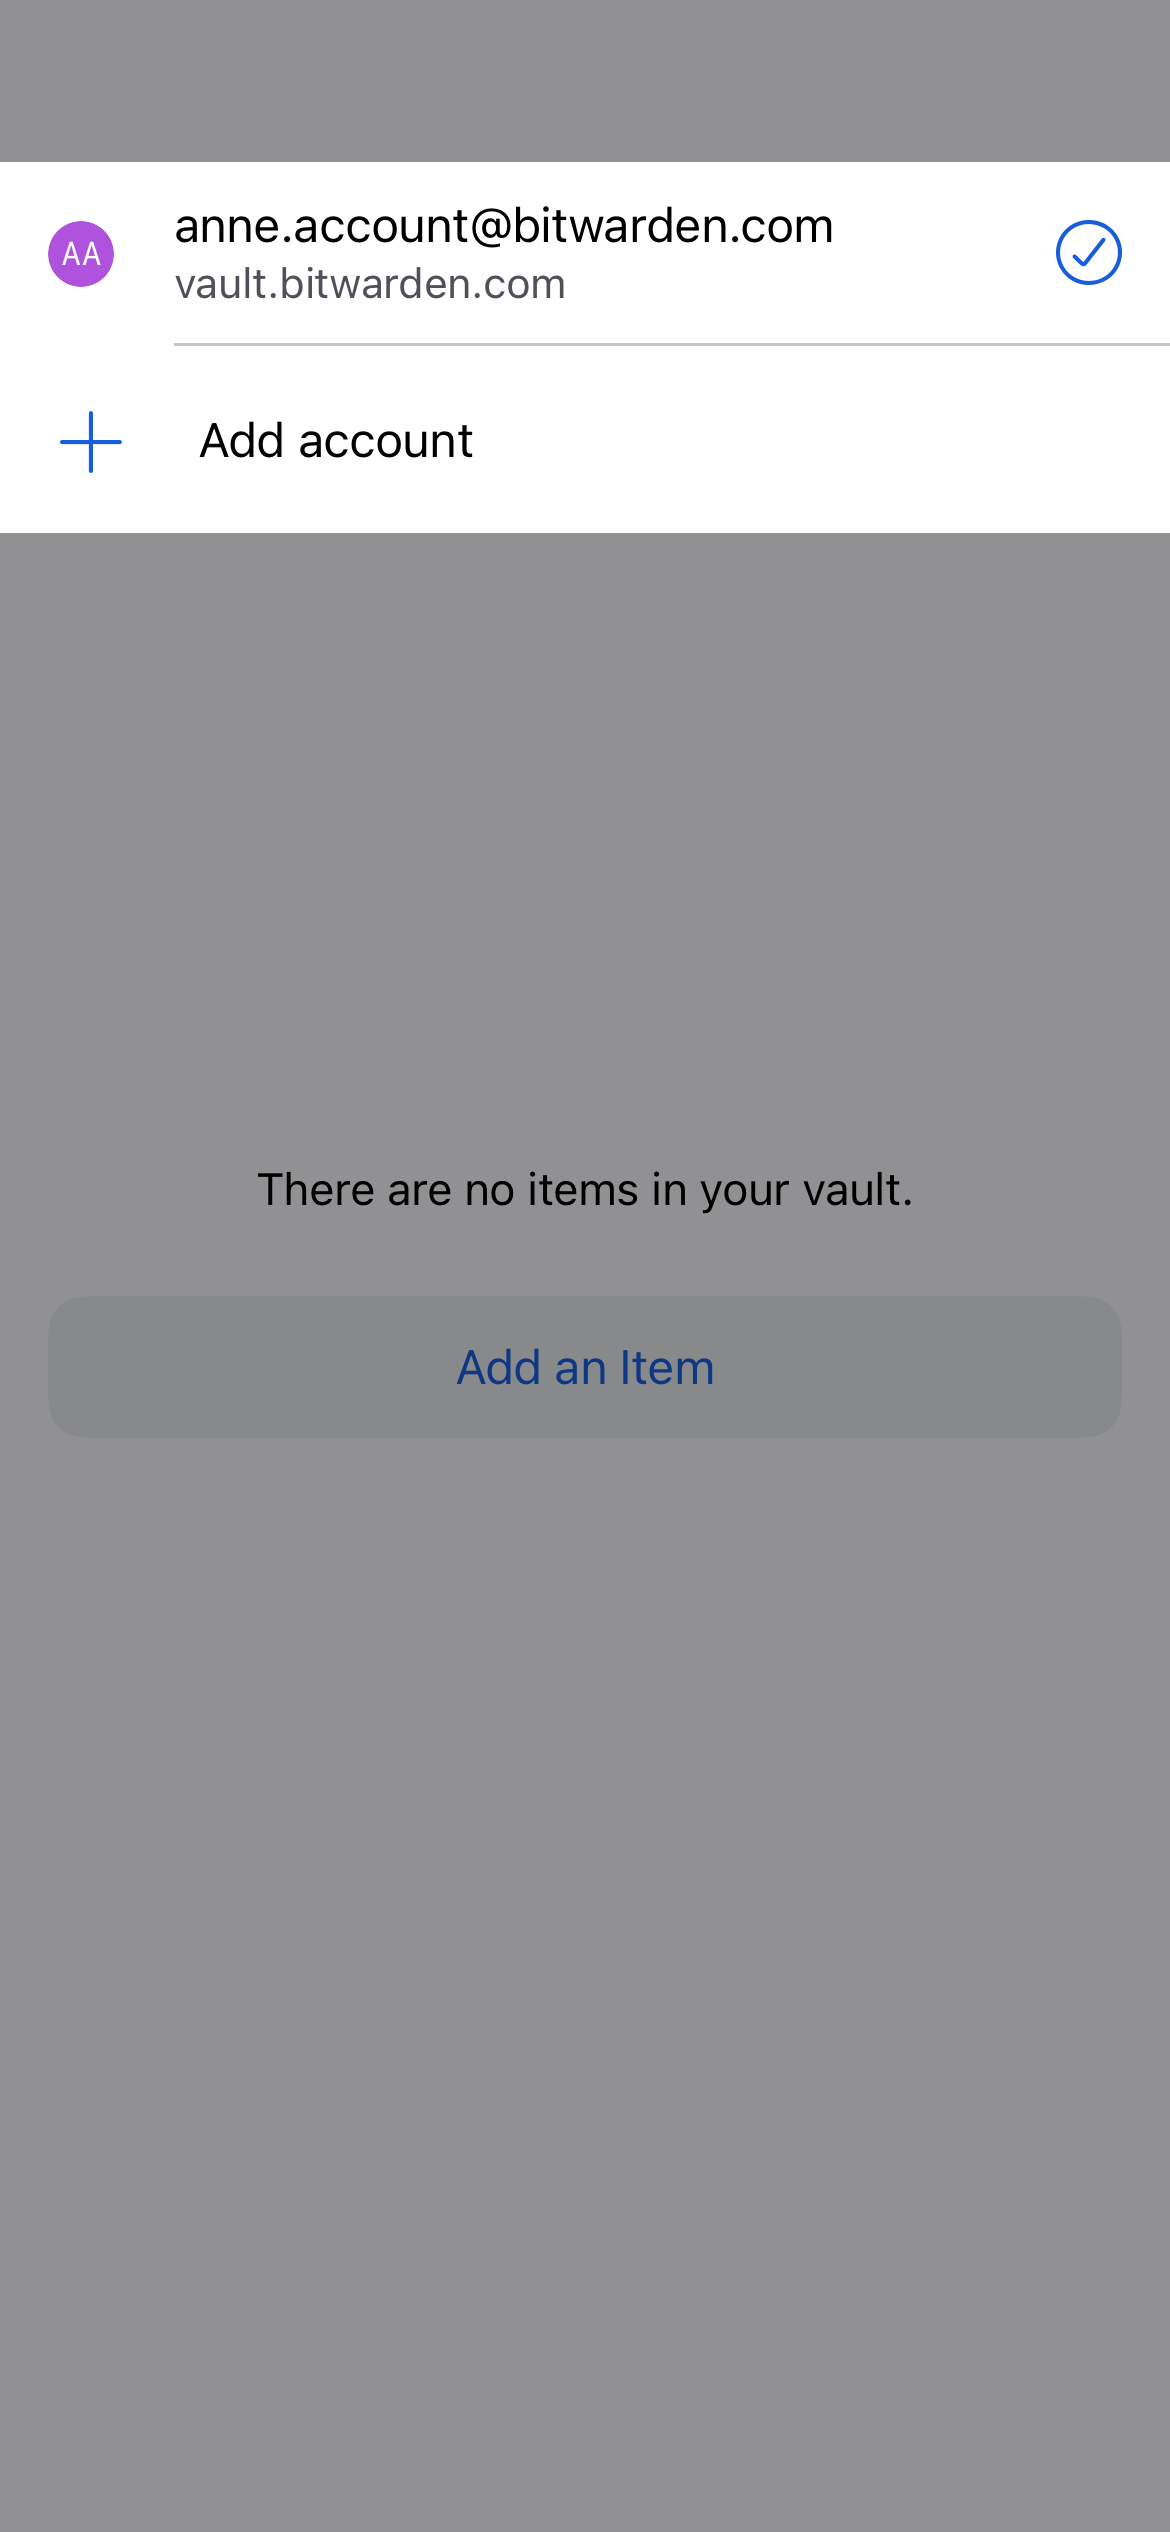 AA
anne.account@bitwarden.com
vault.bitwarden.com
Add account
There are no items in your vault.
Add an Item